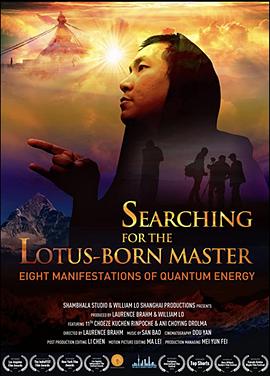 SEARCHING
FOR THE
LOTUS-BORN MASTER
EIGHT MANIFESTATIONS OF QUANTUM ENERGY
SHAMBHALA STUDIO & WILLIAM LO SHANGHAI PRODUCTIONS PRESENTS
PRODUCED BY LAURENCE BRAHM & WILLIAM LO
FEATURING 11TH CHOEZE KUCHEN RINPOCHE & ANI CHOYING DROLMA
DIRECTED BY LAURENCE BRAHM MUSIC BY SAN BAO CINEMATOGRAPHY DOU YAN
POST PRODUCTION EDITING LI CHEN MOTION PICTURE EDITING MA LEI PRODUCTION MANAGING MEI YUN FEI
Top Shorts